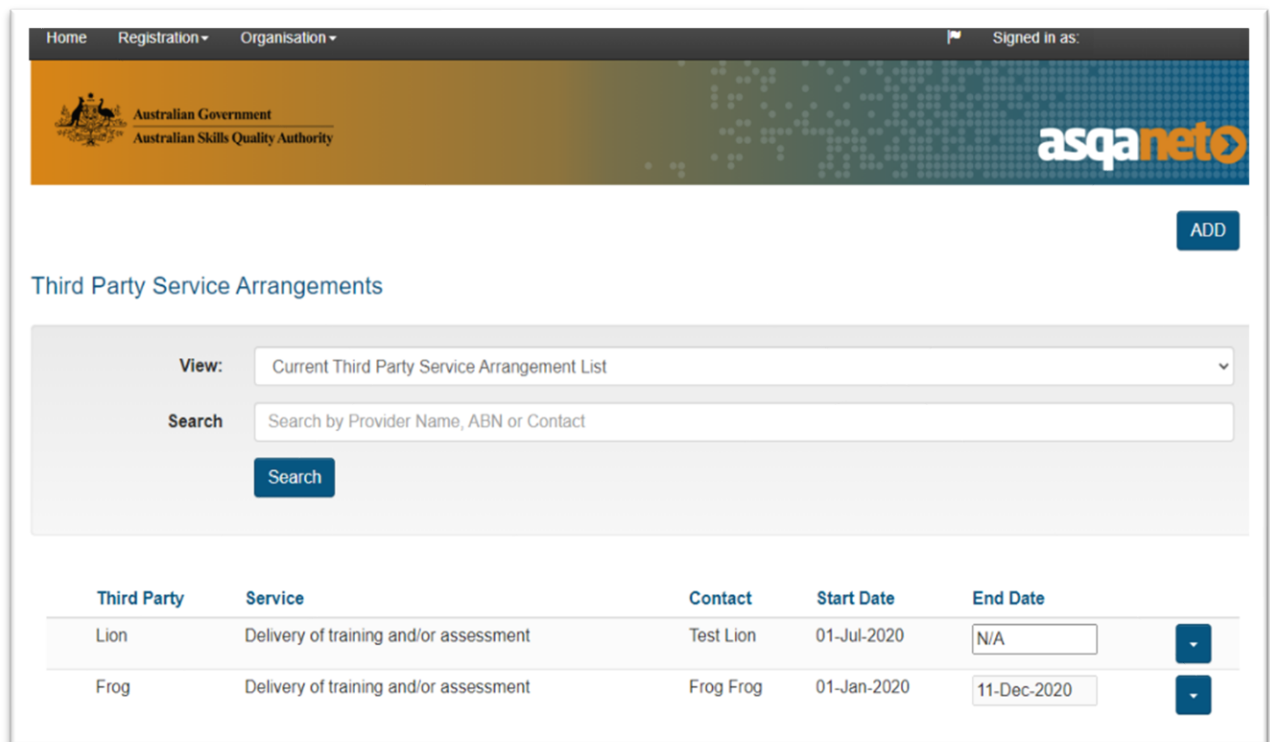 Home Registration Organisation Signed in as:
Australian Government
Australian Skills Quality Authority
asqanet
ADD
Third Party Service Arrangements
View: Current Third Party Service Arrangement List
Search Search by Provider Name, ABN or Contact
Search
Third Party Service Contact Start Date End Date
Lion Delivery of training and/or assessment Test Lion 01-Jul-2020 N/A
Frog Delivery of training and/or assessment Frog Frog 01-Jan-2020 11-Dec-2020